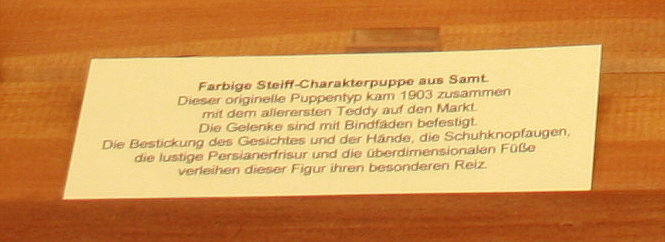 Farbige Steiff-Charakterpuppe aus Samt.
Dieser originelle Puppentyp kam 1903 zusammen
mit dem allerersten Teddy auf den Markt.
Die Gelenke sind mit Bindfäden befestigt.
Die Bestickung des Gesichtes und der Hände, die Schuhknopfaugen,
die lustige Persianerfrisur und die überdimensionalen Füße
verleihen dieser Figur ihren besonderen Reiz.